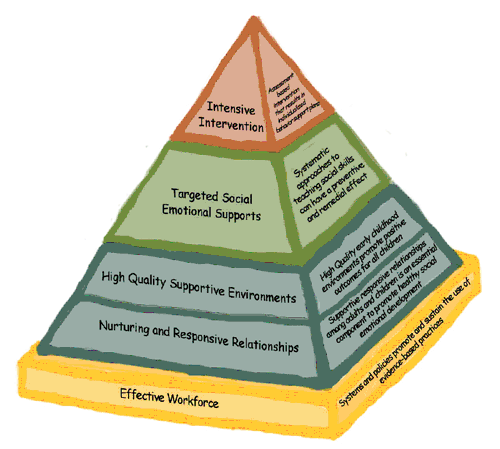 Intensive
Intervention
Assessment
based
intervention
that results in
individualized
behavior support plans
Targeted Social
Emotional Supports
Systematic
approaches to
teaching social skills
can have a preventive
and remedial effect
High Quality Supportive Environments
High Quality early childhood
environments promote positive
outcomes for all children
Nurturing and Responsive Relationships
Supportive responsive relationships
among adults and children is an essential
component to promote healthy social
emotional development
Effective Workforce
Systems and policies promote and sustain the use of
evidence-based practices